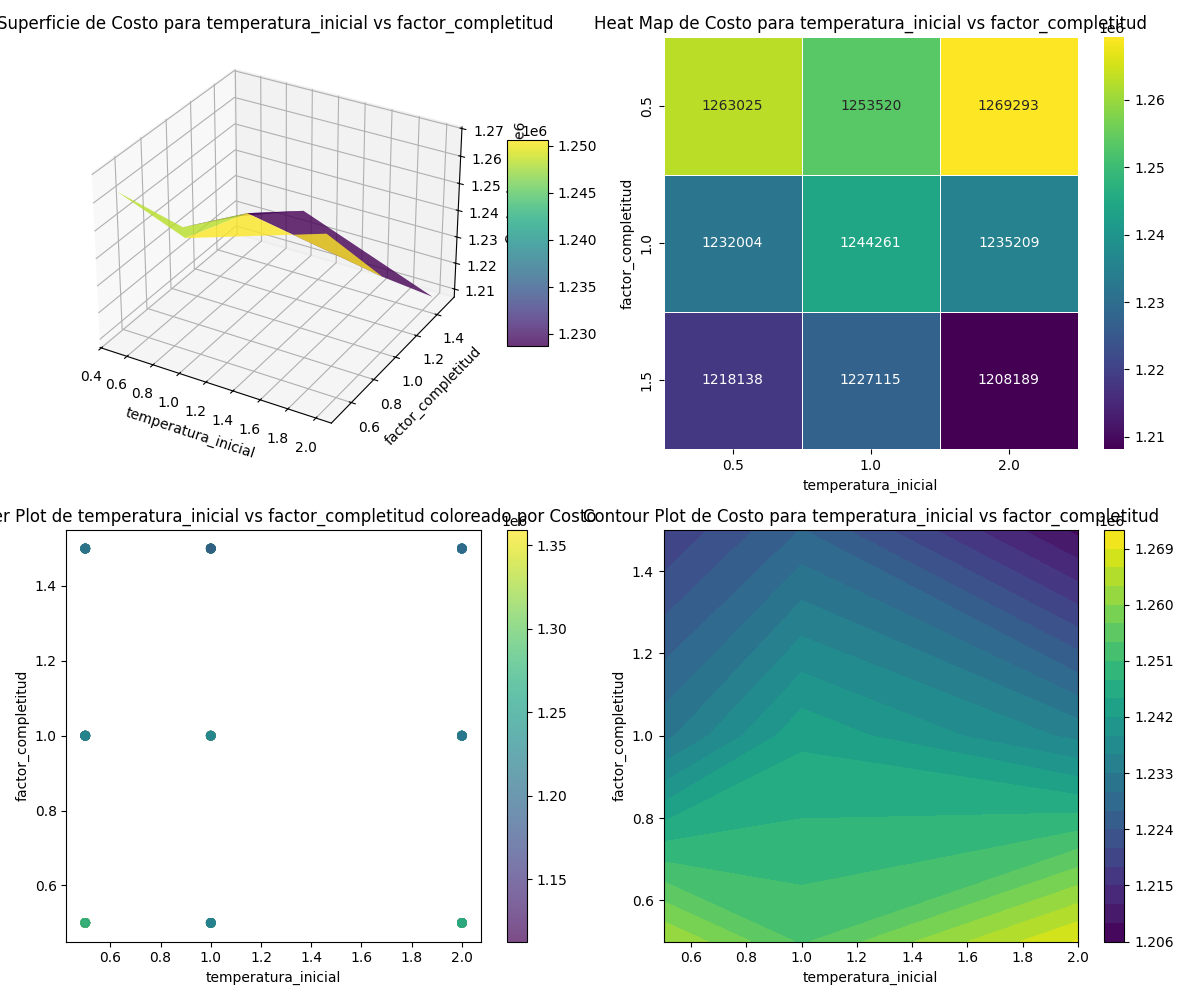 Superficie de Costo para temperatura_inicial vs factor_completitud
1.27
1.26
1.25
1.24
1.23
1.22
1.21
1e6
1.250
1.245
1.240
1.235
1.230
0.4
0.6
0.8
1.0
1.2
1.4
1.6
1.8
2.0
temperatura_inicial
0.6
0.8
1.0
1.2
1.4
factor_completitud
Heat Map de Costo para temperatura_inicial vs factor_completitud
1e6
0.5
1263025 1253520 1269293
1.0
1232004 1244261 1235209
1.5
1218138 1227115 1208189
factor_completitud
0.5 1.0 2.0
temperatura_inicial
1.26
1.25
1.24
1.23
1.22
1.21
er Plot de temperatura_inicial vs factor_completitud coloreado por Costo
1e6
1.4
1.2
1.0
0.8
0.6
factor_completitud
0.6 0.8 1.0 1.2 1.4 1.6 1.8 2.0
temperatura_inicial
1.35
1.30
1.25
1.20
1.15
Contour Plot de Costo para temperatura_inicial vs factor_completitud
1e6
1.4
1.2
1.0
0.8
0.6
factor_completitud
0.6 0.8 1.0 1.2 1.4 1.6 1.8 2.0
temperatura_inicial
1.269
1.260
1.251
1.242
1.233
1.224
1.215
1.206